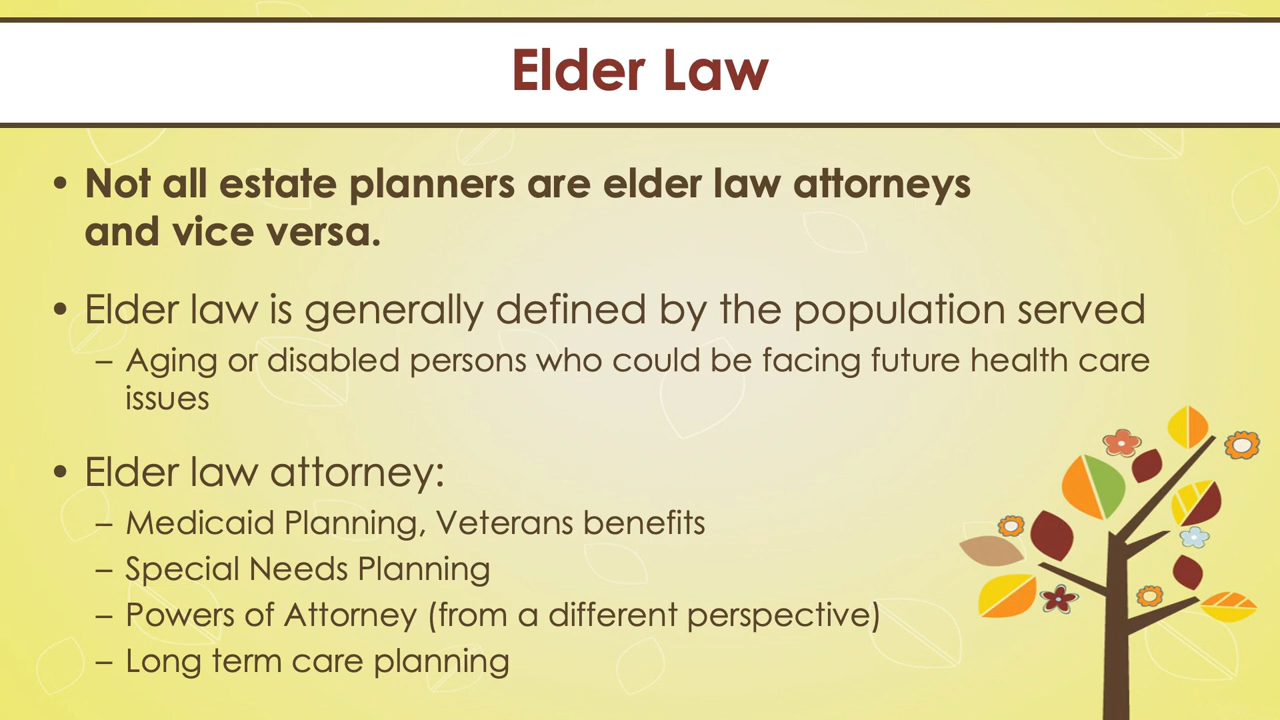 Elder Law
• Not all estate planners are elder law attorneys
and vice versa.
• Elder law is generally defined by the population served
– Aging or disabled persons who could be facing future health care
issues
• Elder law attorney:
– Medicaid Planning, Veterans benefits
– Special Needs Planning
– Powers of Attorney (from a different perspective)
– Long term care planning